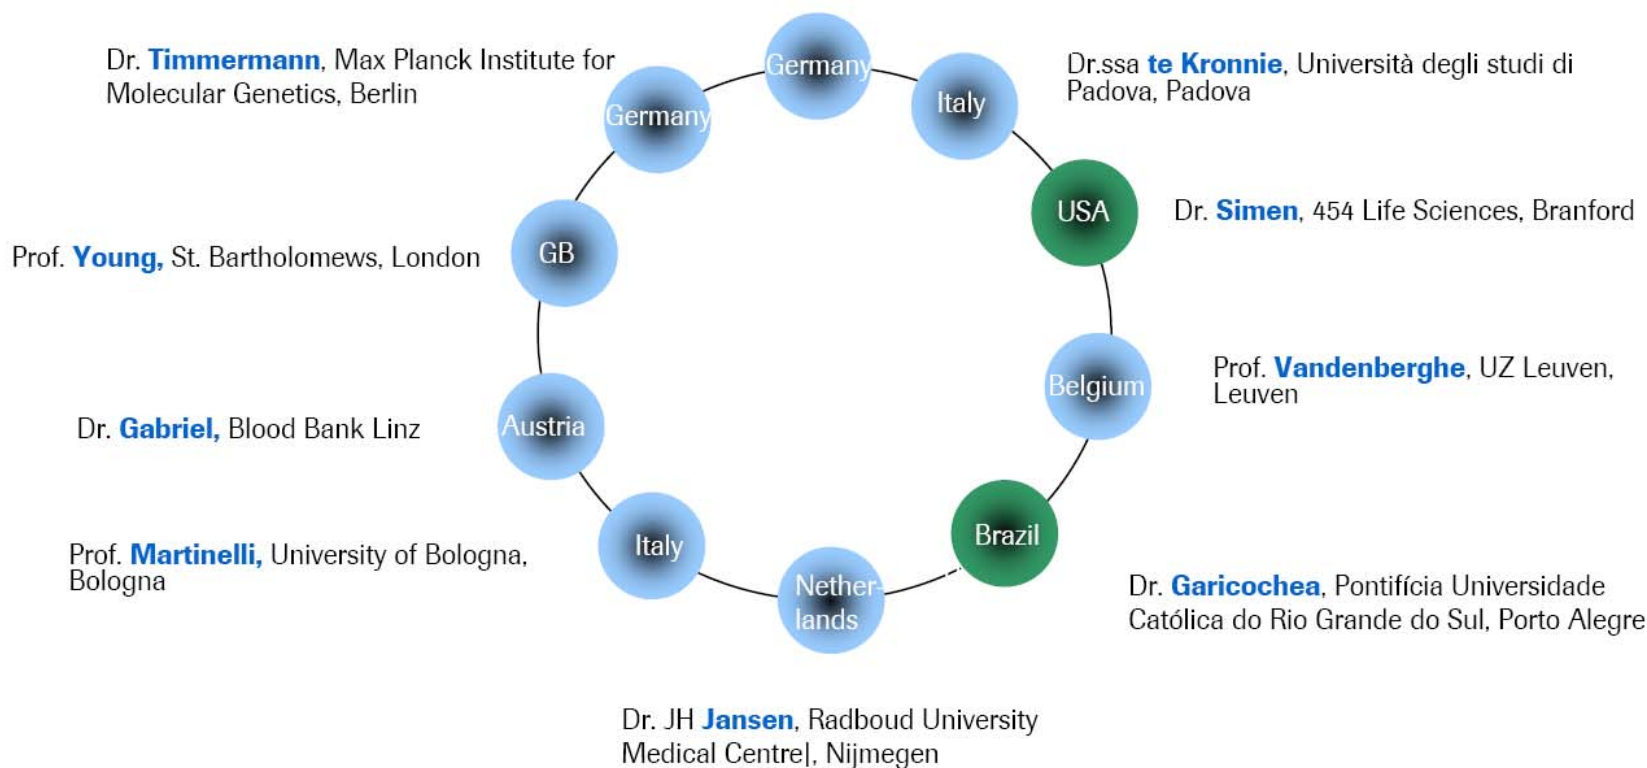 Germany
Dr. Timmermann, Max Planck Institute for
Molecular Genetics, Berlin
Germany
Italy
Dr.ssa te Kronnie, Università degli studi di
Padova, Padova
USA
Dr. Simen, 454 Life Sciences, Branford
Prof. Young, St. Bartholomews, London
GB
Belgium
Prof. Vandenberghe, UZ Leuven,
Leuven
Dr. Gabriel, Blood Bank Linz
Austria
Prof. Martinelli, University of Bologna,
Bologna
Italy
Brazil
Dr. Garicochea, Pontifícia Universidade
Católica do Rio Grande do Sul, Porto Alegre
Nether-
lands
Dr. JH Jansen, Radboud University
Medical Centre|, Nijmegen